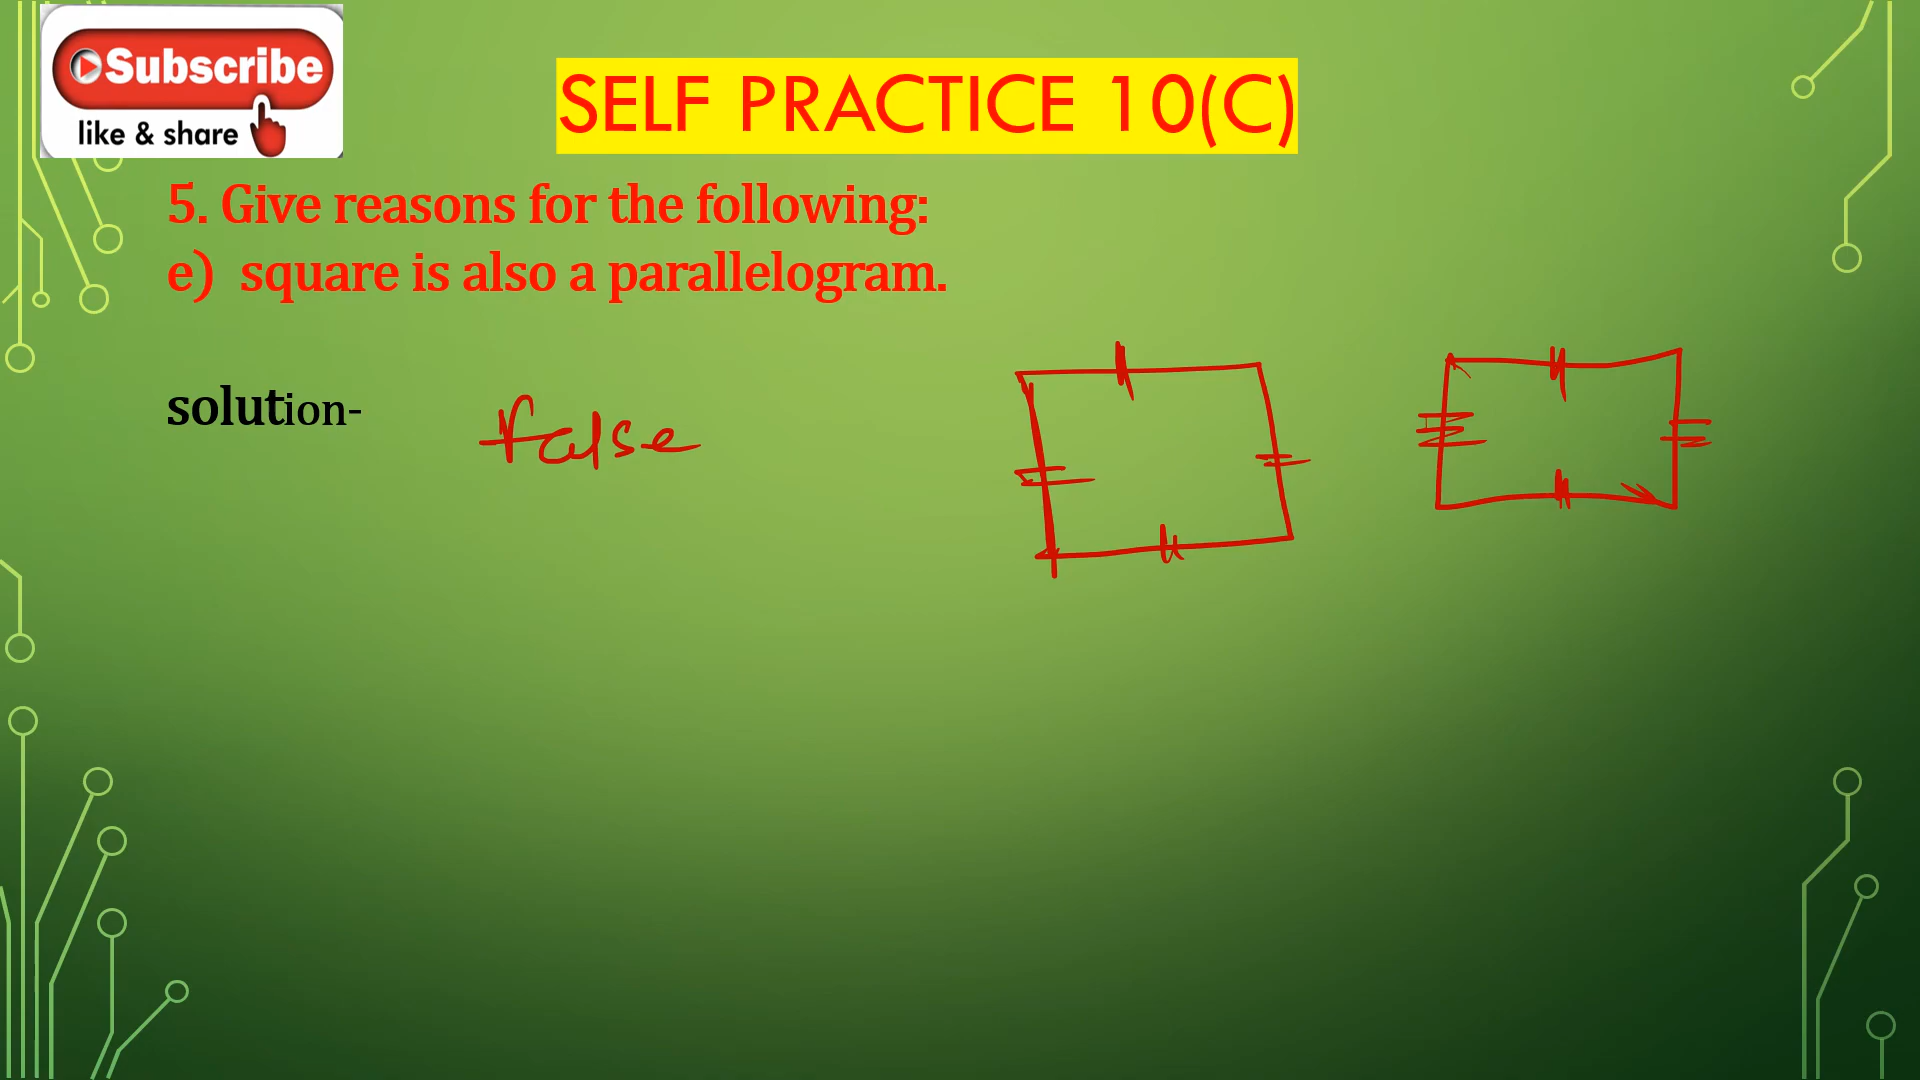 Subscribe
like & share
SELF PRACTICE 10(C)
5. Give reasons for the following:
e) square is also a parallelogram.
solution- false